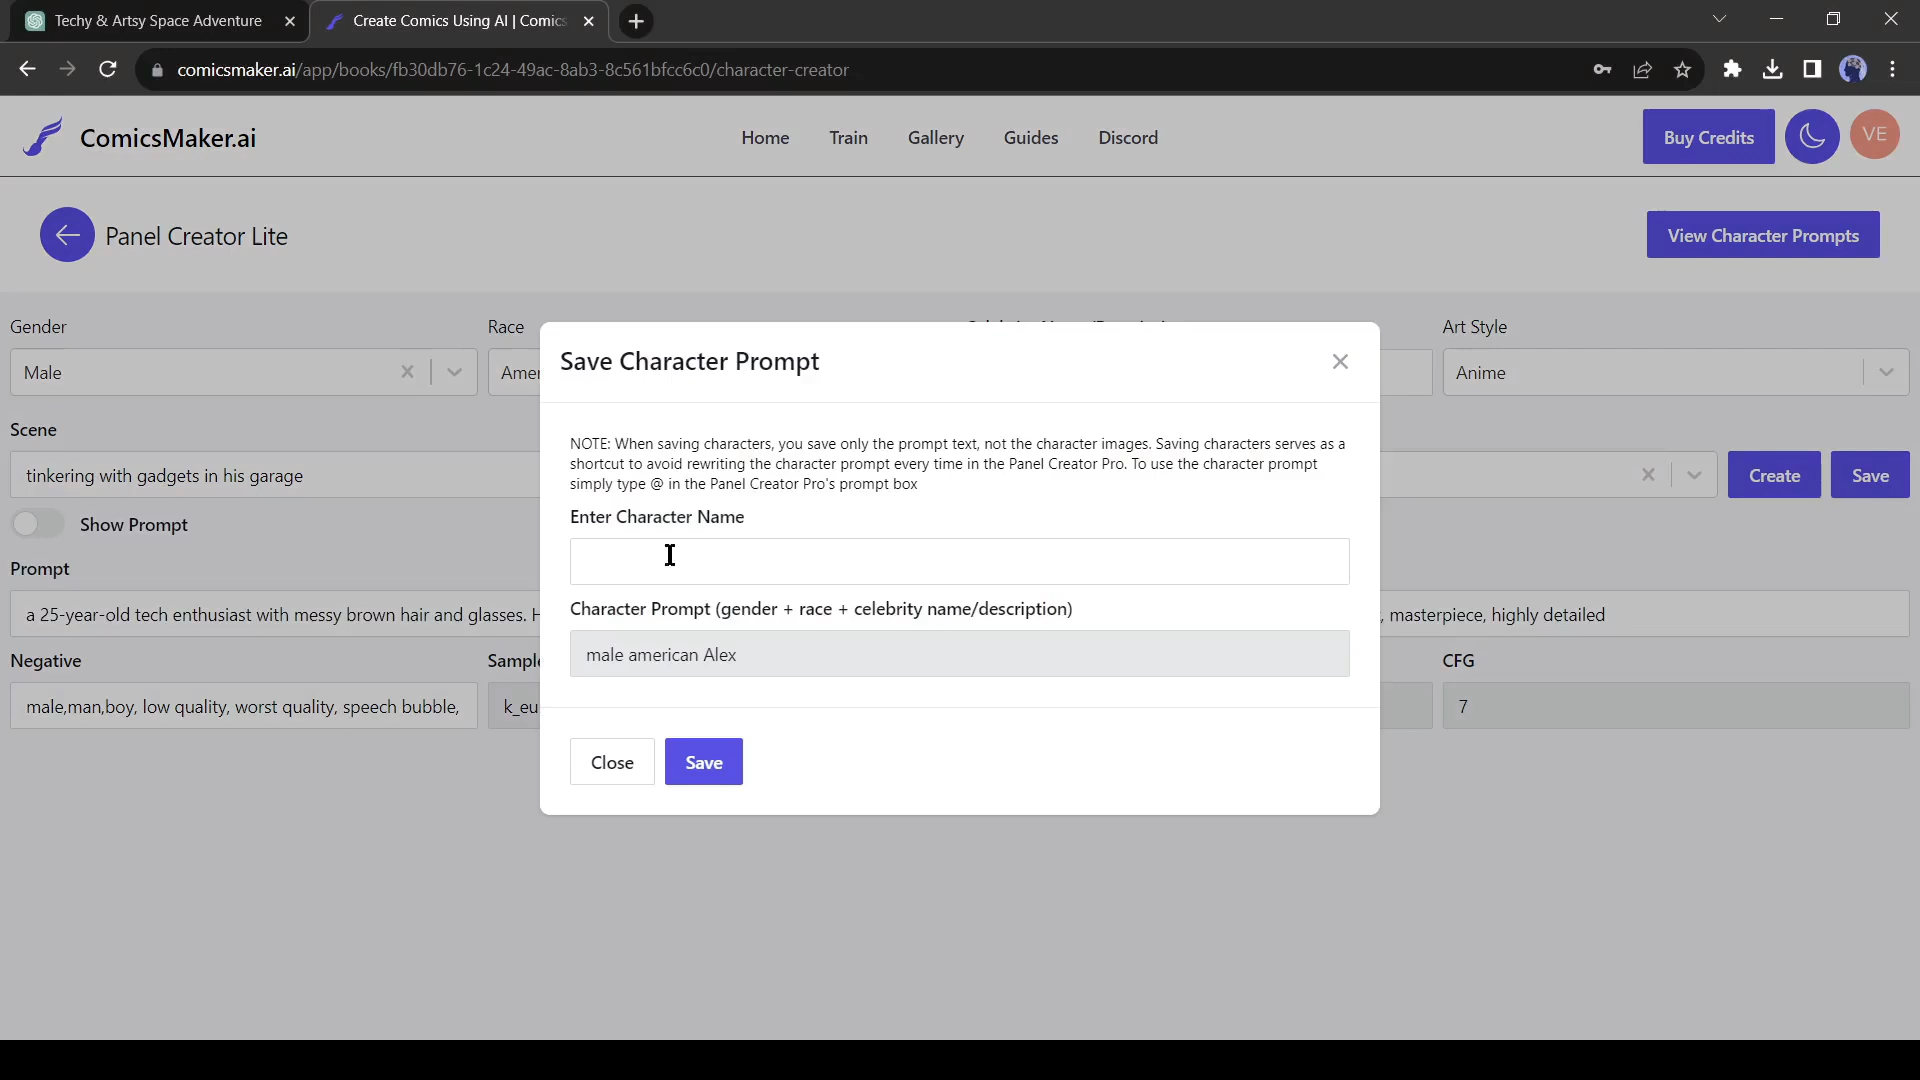 Techy & Artsy Space Adventure
Create Comics Using AI | Comics
comicsmaker.ai/app/books/fb30db76-1c24-49ac-8ab3-8c561bfcc6c0/character-creator
ComicsMaker.ai
Home
Train
Gallery
Guides
Discord
Buy Credits
VE
Panel Creator Lite
View Character Prompts
Gender
Race
Art Style
Male
Amer
Anime
Save Character Prompt
Scene
tinkering with gadgets in his garage
Create
Save
Show Prompt
NOTE: When saving characters, you save only the prompt text, not the character images. Saving characters serves as a
shortcut to avoid rewriting the character prompt every time in the Panel Creator Pro. To use the character prompt
simply type @ in the Panel Creator Pro's prompt box
Enter Character Name
Prompt
a 25-year-old tech enthusiast with messy brown hair and glasses. H
, masterpiece, highly detailed
Character Prompt (gender + race + celebrity name/description)
male american Alex
Negative
Sample
CFG
male,man,boy, low quality, worst quality, speech bubble,
k_eu
7
Close
Save